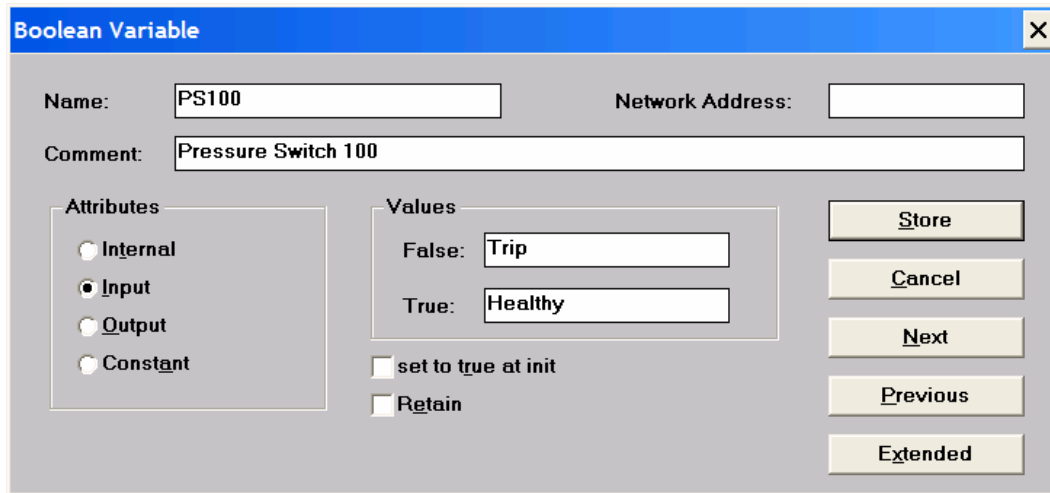 Boolean Variable
Name: PS100 Network Address:
Comment: Pressure Switch 100
Attributes
Internal
Input
Output
Constant
Values
False: Trip
True: Healthy
set to true at init
Retain
Store
Cancel
Next
Previous
Extended